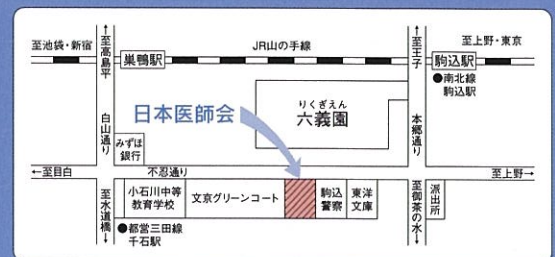 至池袋・新宿
↑至高島平
巣鴨駅
JR山の手線
↑至王子
至上野・東京
駒込駅
●南北線
駒込駅
白山通り
日本医師会
りくぎえん
六義園
本郷通り
みずほ
銀行
←至目白
不忍通り
至上野→
至水道橋↓
小石川中等
教育学校
文京グリーンコート
駒込
警察
東洋
文庫
至御茶の水↓
派出所
●都営三田線
千石駅